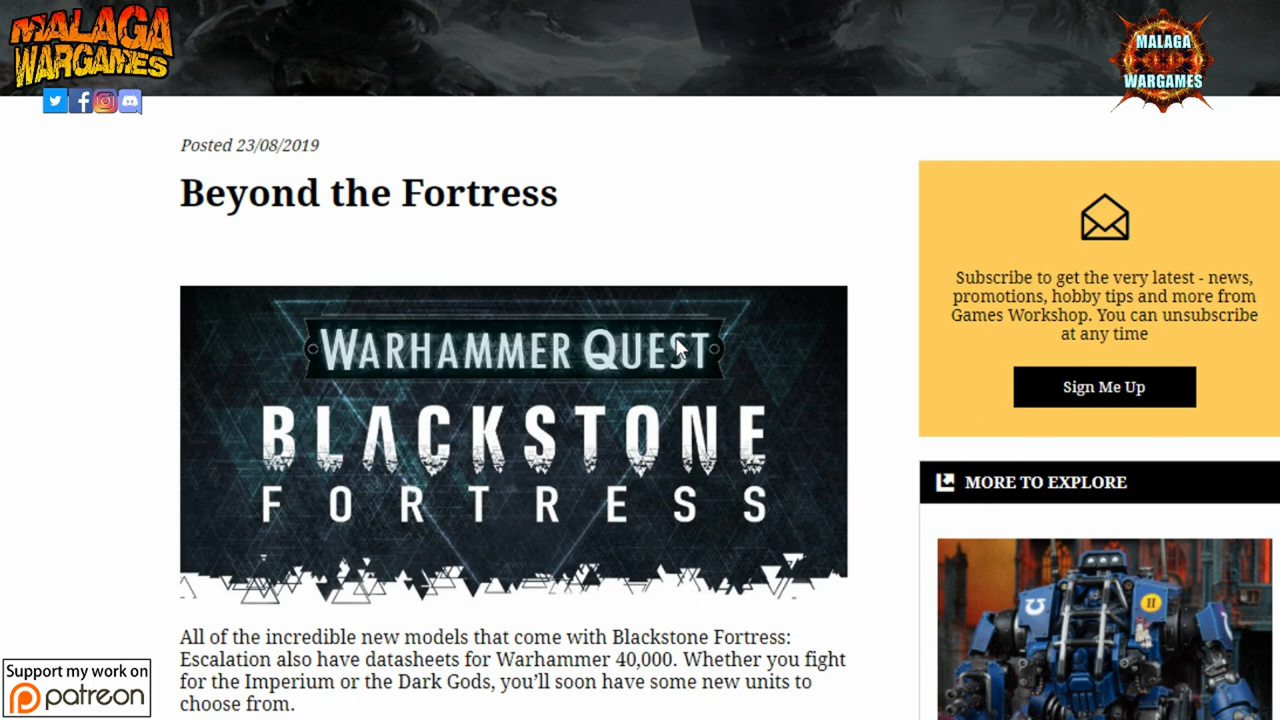 MALAGA
WARGAMES
MALAGA
WARGAMES
Posted 23/08/2019
Beyond the Fortress
WARHAMMER QUEST
BLACKSTONE
FORTRESS
All of the incredible new models that come with Blackstone Fortress:
Escalation also have datasheets for Warhammer 40,000. Whether you fight
for the Imperium or the Dark Gods, you’ll soon have some new units to
choose from.
Subscribe to get the very latest - news,
promotions, hobby tips and more from
Games Workshop. You can unsubscribe
at any time
Sign Me Up
MORE TO EXPLORE
II
Support my work on
patreon